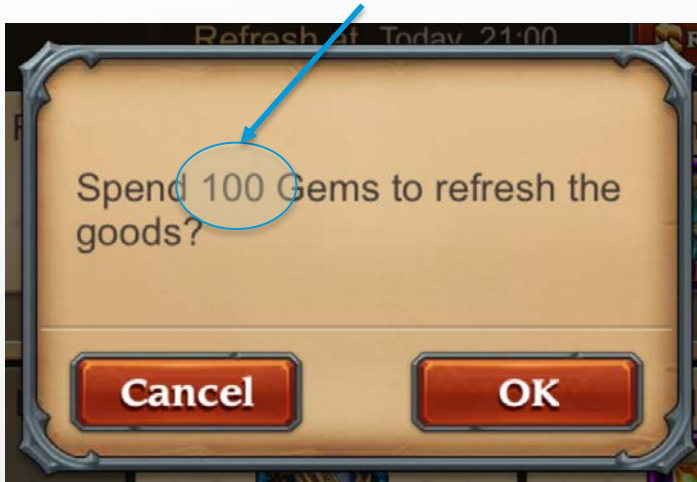 Refresh at Today, 21:00
Spend 100 Gems to refresh the
goods?
Cancel
OK